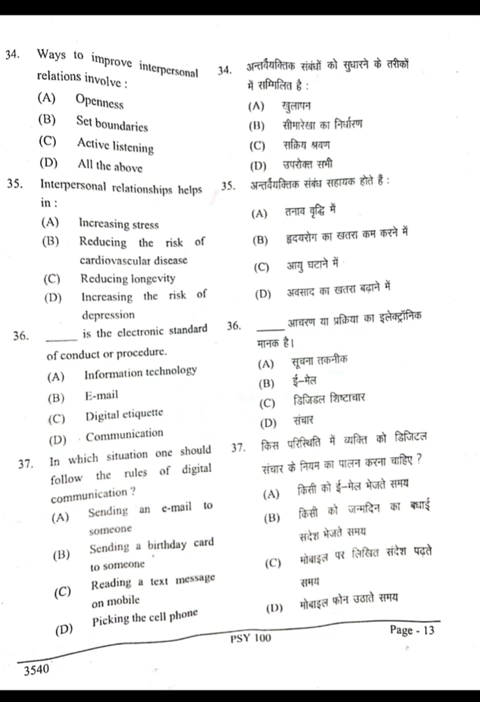 34. Ways to improve interpersonal
relations involve :
(A) Openness
(B) Set boundaries
(C) Active listening
(D) All the above
35. Interpersonal relationships helps
in :
(A) Increasing stress
(B) Reducing the risk of
cardiovascular disease
(C) Reducing longevity
(D) Increasing the risk of
depression
36. ______ is the electronic standard
of conduct or procedure.
(A) Information technology
(B) E-mail
(C) Digital etiquette
(D) Communication
37. In which situation one should
follow the rules of digital
communication ?
(A) Sending an e-mail to
someone
(B) Sending a birthday card
to someone
(C) Reading a text message
on mobile
(D) Picking the cell phone
34. अन्तर्वैयक्तिक संबंधों को सुधारने के तरीकों
में सम्मिलित है :
(A) खुलापन
(B) सीमारेखा का निर्धारण
(C) सक्रिय श्रवण
(D) उपरोक्त सभी
35. अन्तर्वैयक्तिक संबंध सहायक होते है :
(A) तनाव वृद्धि में
(B) हृदयरोग का खतरा कम करने में
(C) आयु घटाने में
(D) अवसाद का खतरा बढ़ाने में
36. ______ आचरण या प्रक्रिया का इलेक्ट्रॉनिक
मानक है।
(A) सूचना तकनीक
(B) ई-मेल
(C) डिजिडल शिष्टाचार
(D) संचार
37. किस परिस्थिति में व्यक्ति को डिजिटल
संचार के नियम का पालन करना चाहिए ?
(A) किसी को ई-मेल भेजते समय
(B) किसी को जन्मदिन का बधाई
संदेश भेजते समय
(C) मोबाइल पर लिखित संदेश पढ़ते
समय
(D) मोबाइल फोन उठाते समय
3540
PSY 100
Page - 13